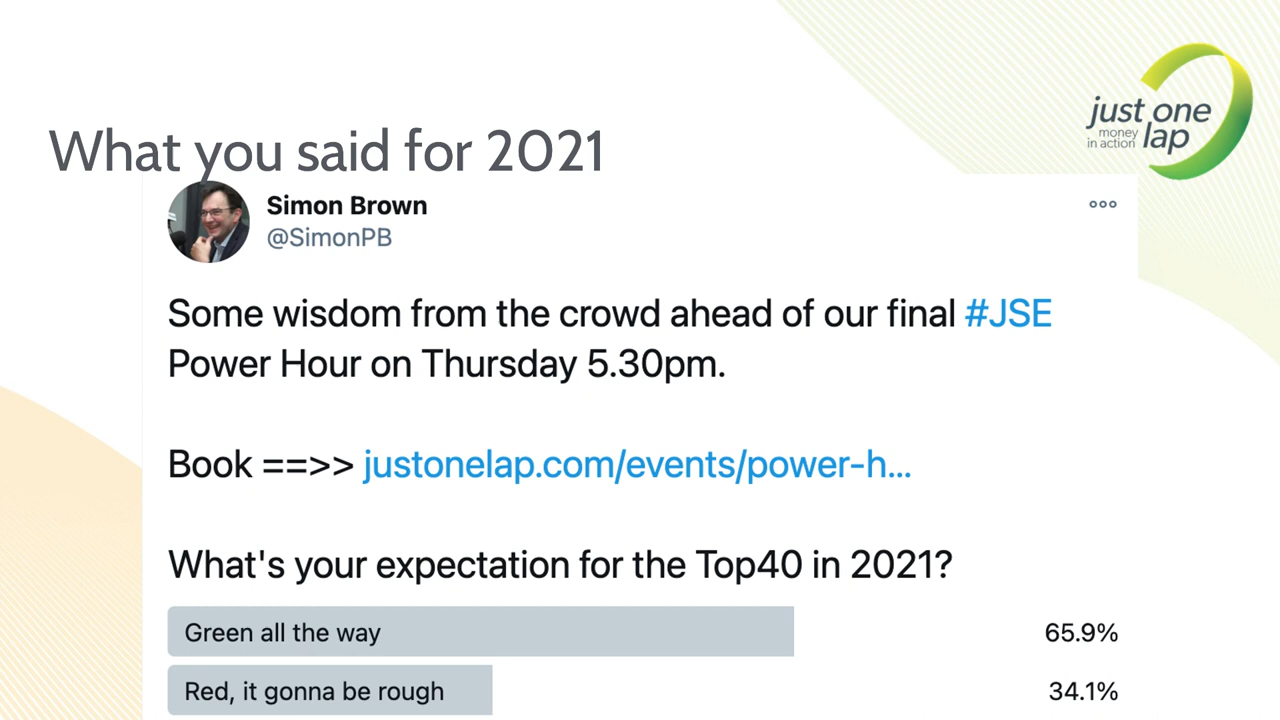 What you said for 2021
just one
money
in action lap
Simon Brown
@SimonPB
Some wisdom from the crowd ahead of our final #JSE
Power Hour on Thursday 5.30pm.
Book ==>> justonelap.com/events/power-h...
What's your expectation for the Top40 in 2021?
Green all the way 65.9%
Red, it gonna be rough 34.1%